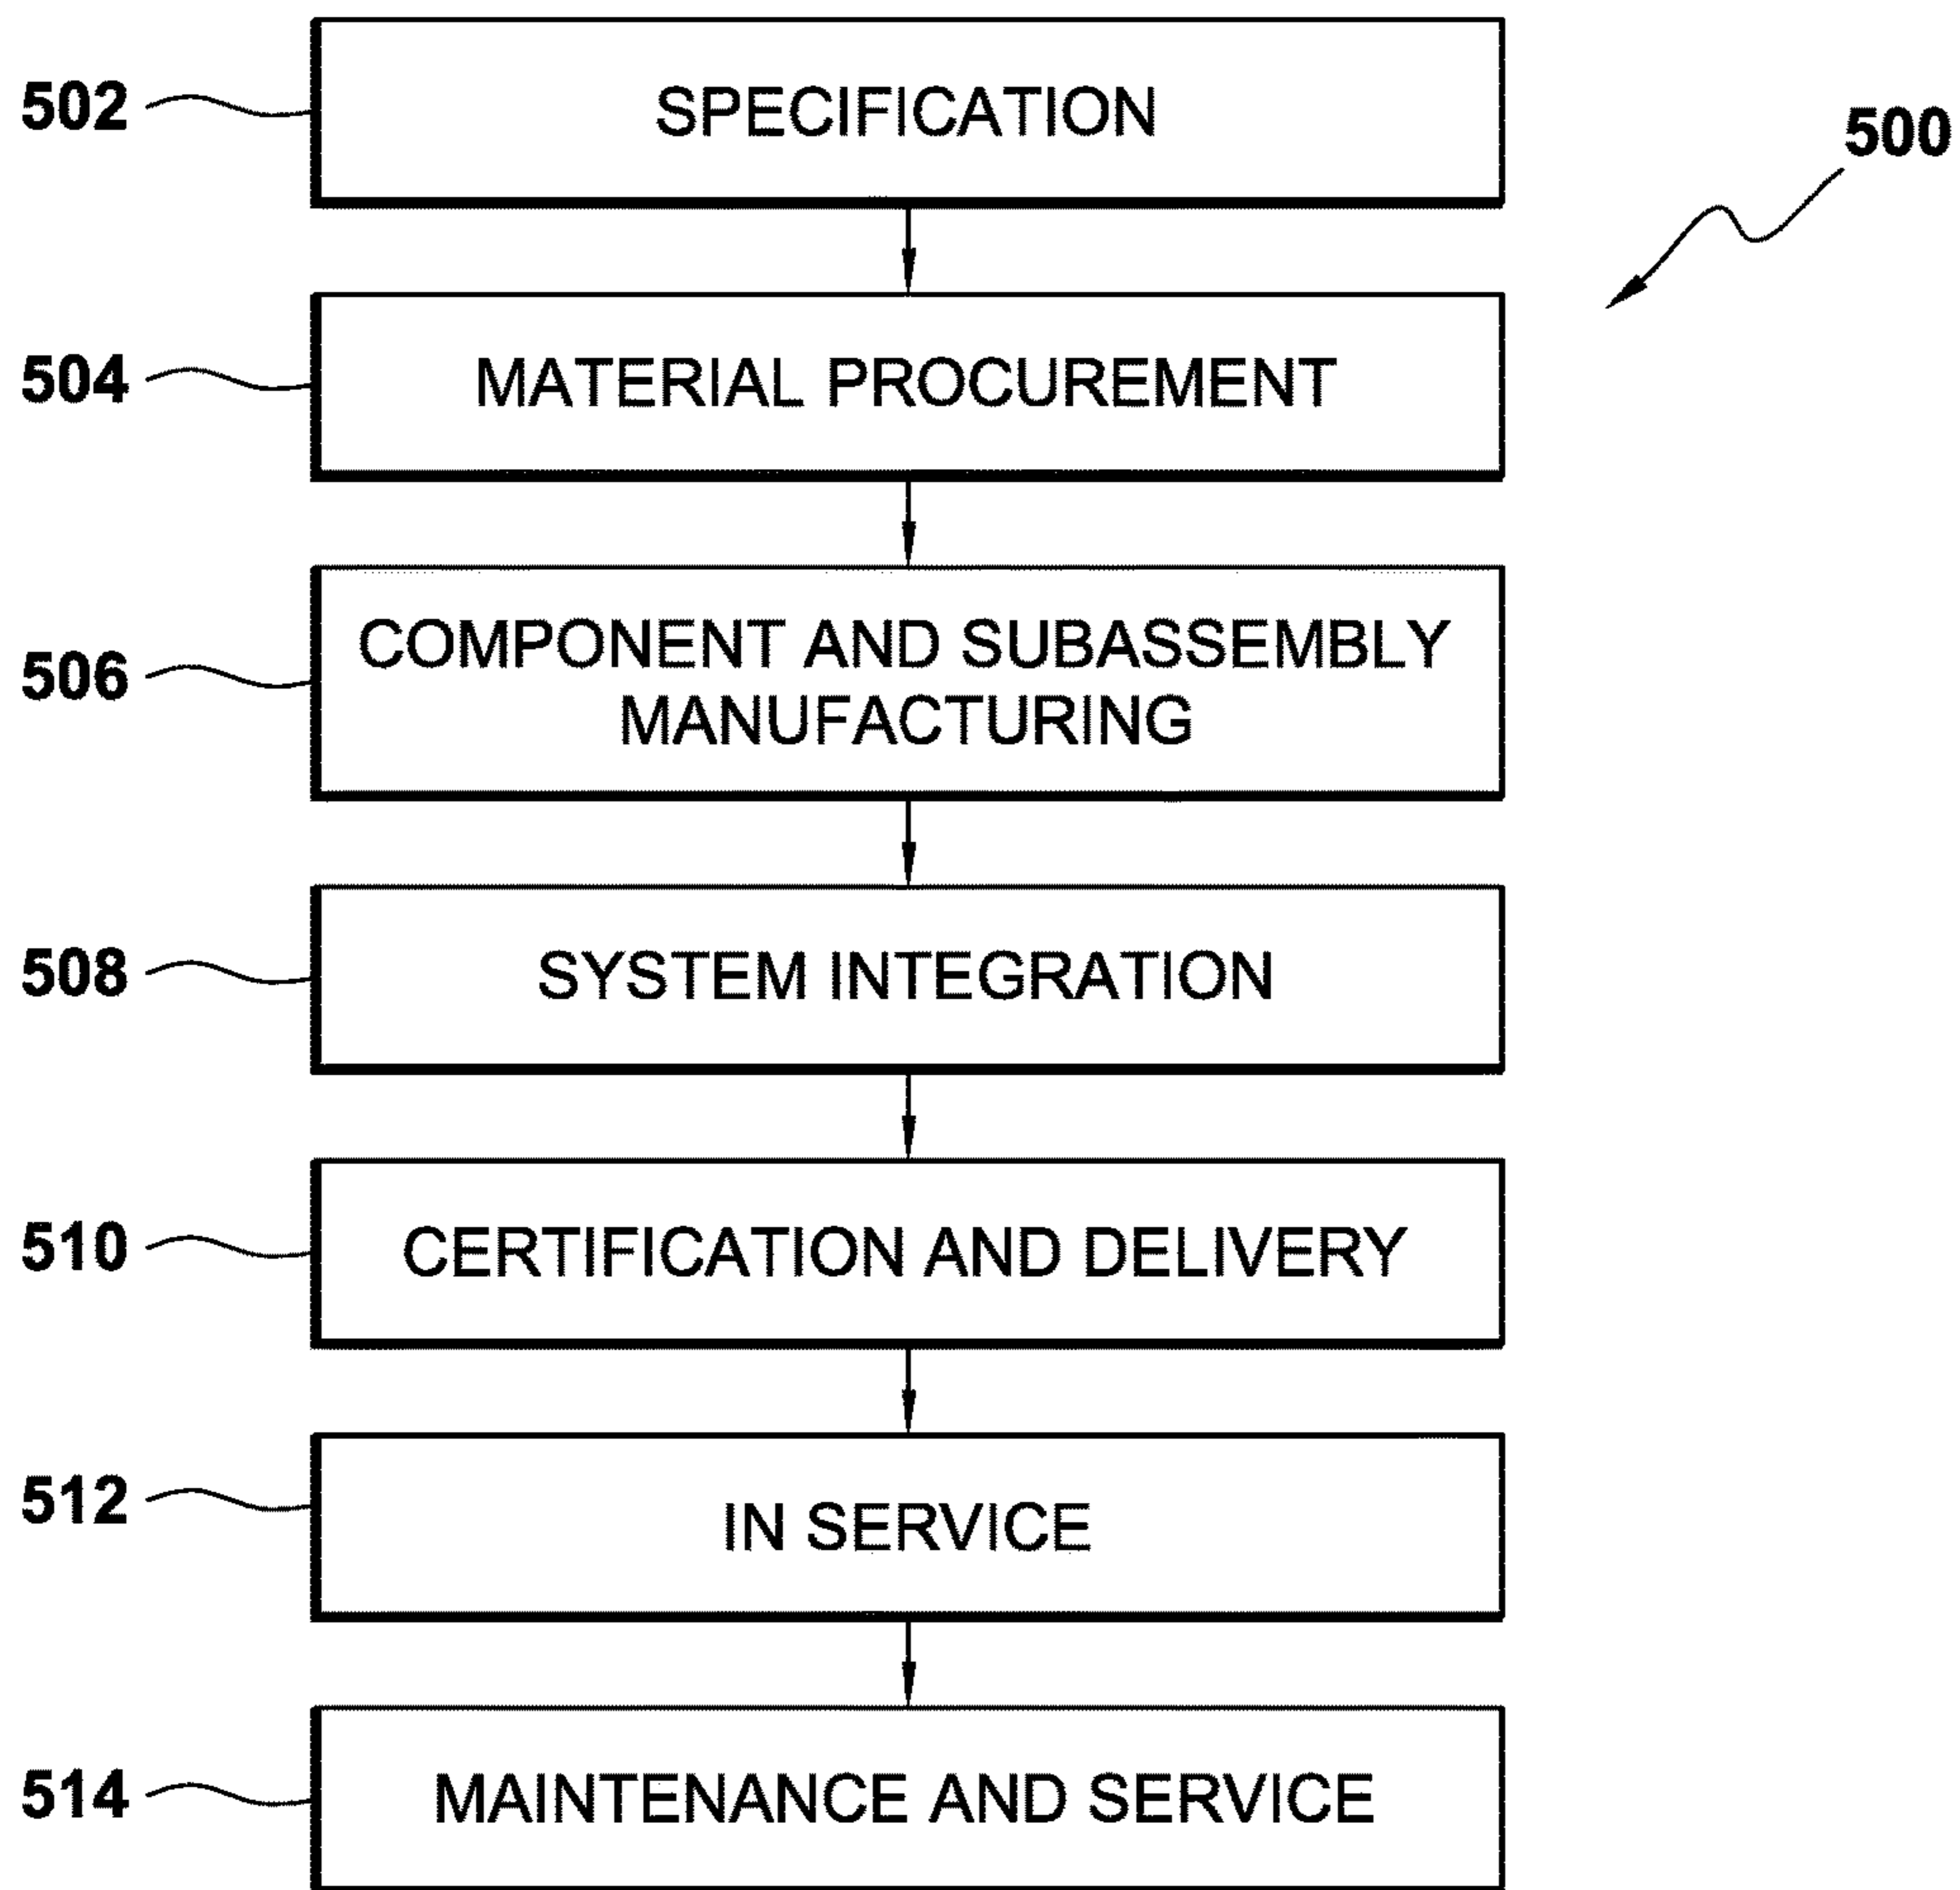 502
SPECIFICATION
500
504
MATERIAL PROCUREMENT
COMPONENT AND SUBASSEMBLY
506
MANUFACTURING
508
SYSTEM INTEGRATION
510
CERTIFICATION AND DELIVERY
512
IN SERVICE
514
MAINTENANCE AND SERVICE